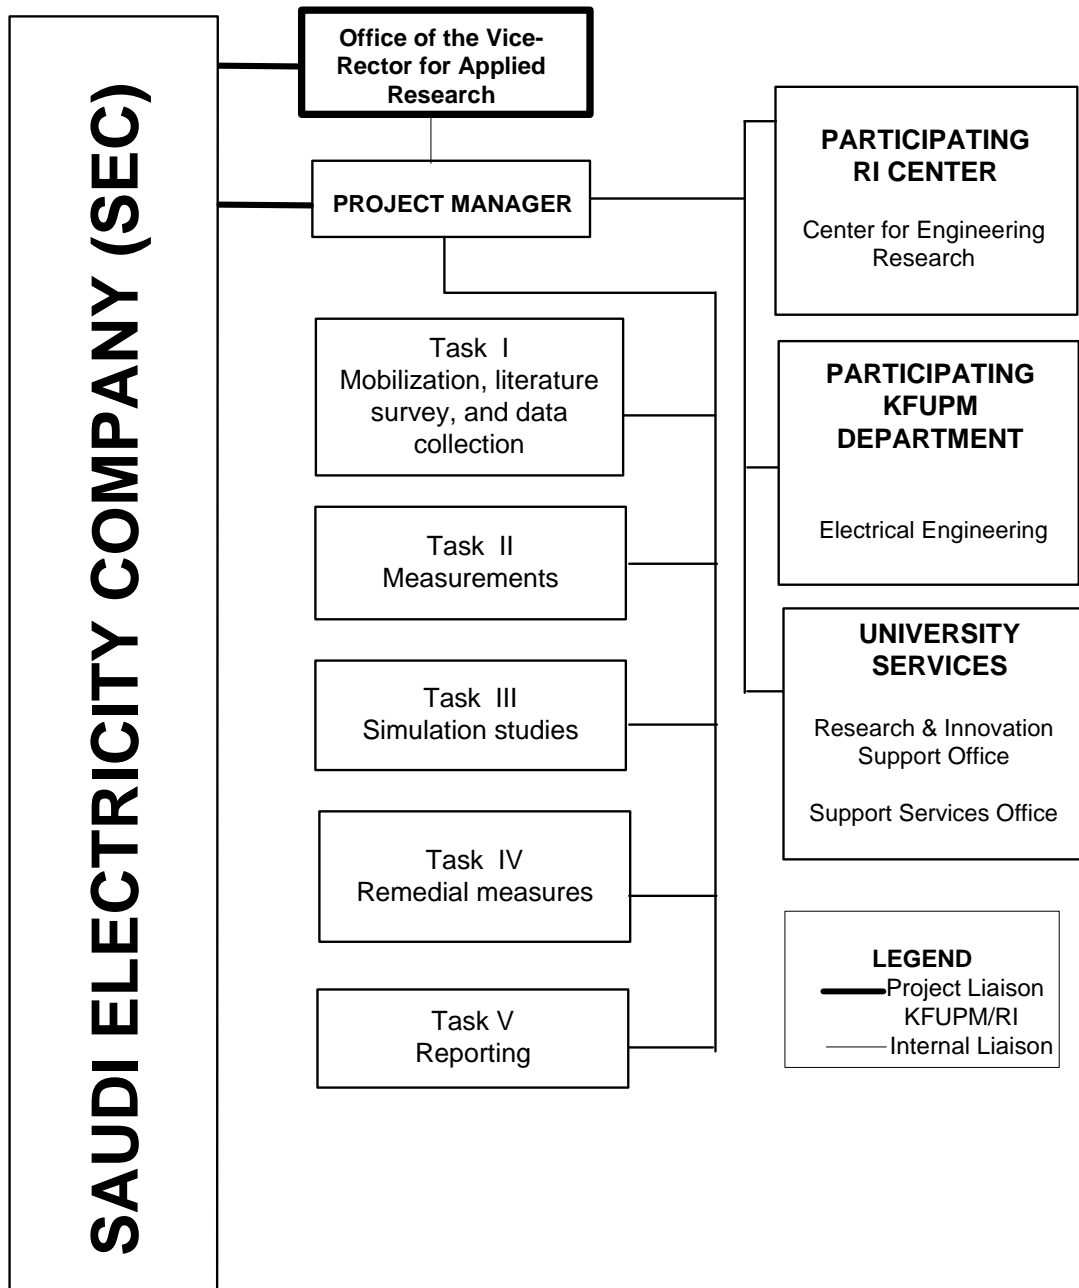 SAUDI ELECTRICITY COMPANY (SEC)
Office of the Vice-
Rector for Applied
Research
PROJECT MANAGER
Task I
Mobilization, literature
survey, and data
collection
Task II
Measurements
Task III
Simulation studies
Task IV
Remedial measures
Task V
Reporting
PARTICIPATING
RI CENTER
Center for Engineering
Research
PARTICIPATING
KFUPM
DEPARTMENT
Electrical Engineering
UNIVERSITY
SERVICES
Research & Innovation
Support Office
Support Services Office
LEGEND
Project Liaison
KFUPM/RI
Internal Liaison